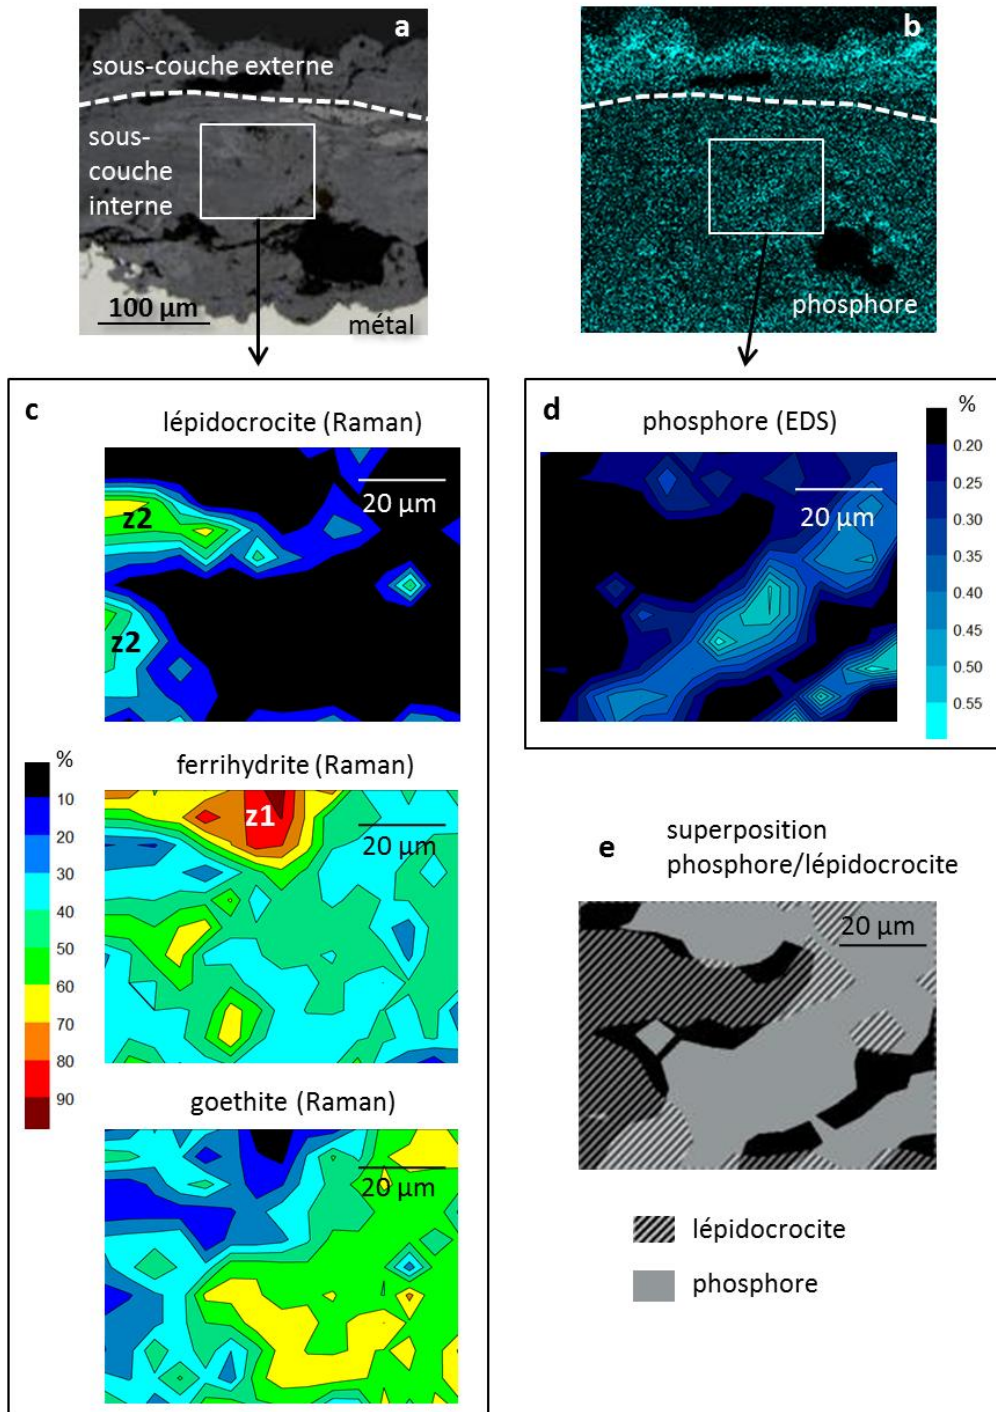 a
sous-couche externe
sous-
couche
interne
100 µm
métal
b
phosphore
c
lépidocrocite (Raman)
20 µm
z2
z2
%
10
20
30
40
50
60
70
80
90
ferrihydrite (Raman)
z1
20 µm
goethite (Raman)
20 µm
d
phosphore (EDS)
20 µm
%
0.20
0.25
0.30
0.35
0.40
0.45
0.50
0.55
e
superposition
phosphore/lépidocrocite
20 µm
lépidocrocite
phosphore